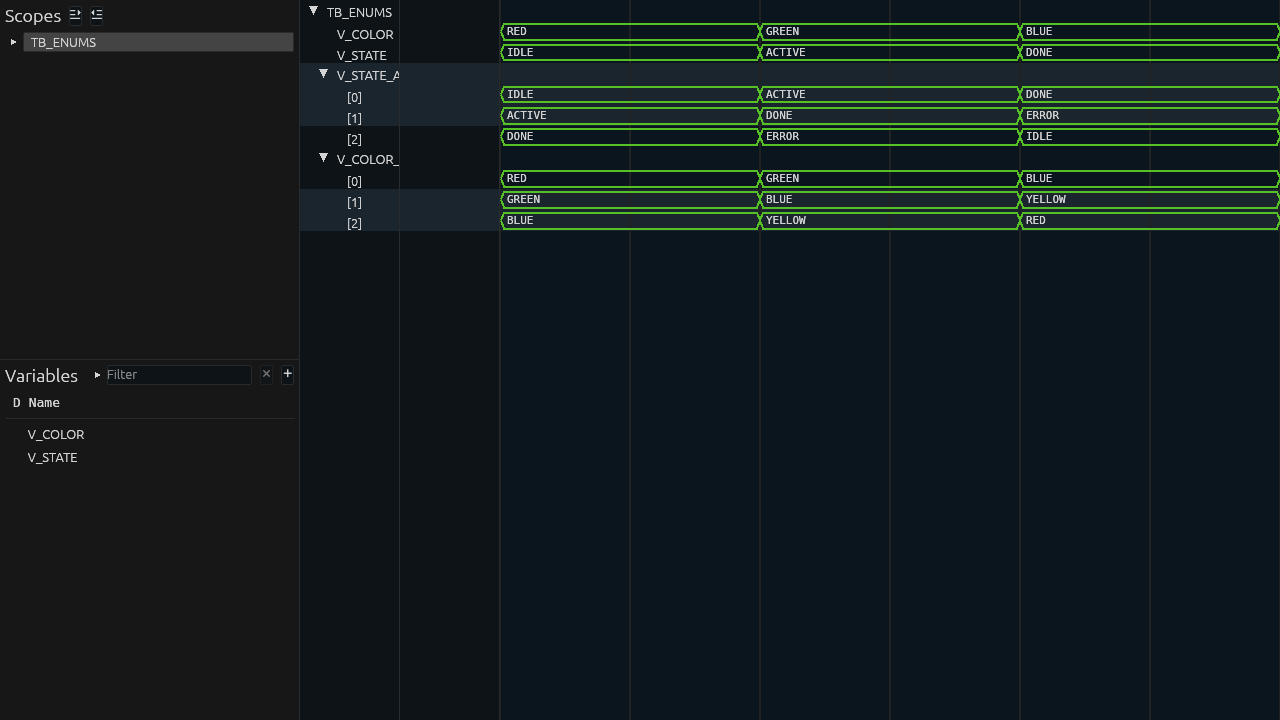 Scopes
TB_ENUMS
Variables
Filter
D Name
V_COLOR
V_STATE
TB_ENUMS
V_COLOR RED GREEN BLUE
V_STATE IDLE ACTIVE DONE
V_STATE_A
[0] IDLE ACTIVE DONE
[1] ACTIVE DONE ERROR
[2] DONE ERROR IDLE
V_COLOR_
[0] RED GREEN BLUE
[1] GREEN BLUE YELLOW
[2] BLUE YELLOW RED